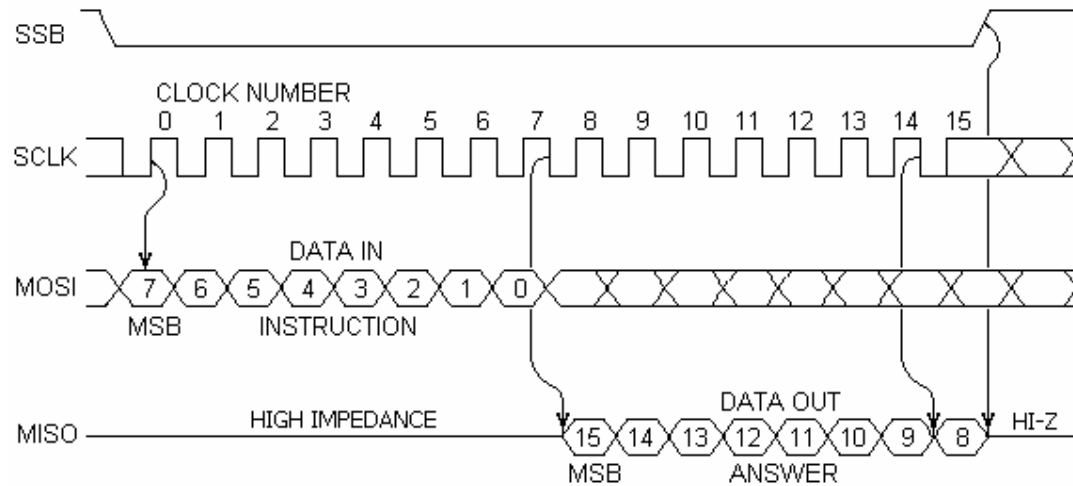 SSB
CLOCK NUMBER
0 1 2 3 4 5 6 7 8 9 10 11 12 13 14 15
SCLK
DATA IN
MOSI 7 6 5 4 3 2 1 0
MSB INSTRUCTION
HIGH IMPEDANCE DATA OUT HI-Z
MISO 15 14 13 12 11 10 9 8
MSB ANSWER